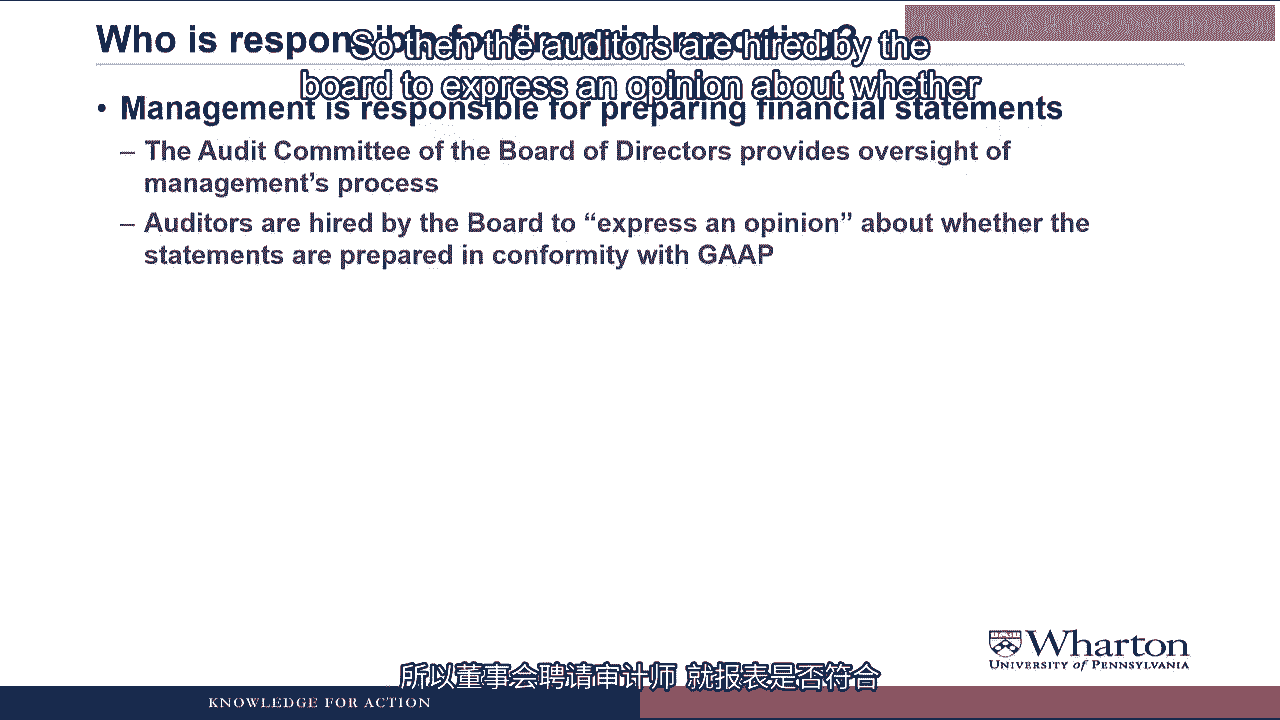 Who is responsible for financial reporting?
So then the auditors are hired by the
board to express an opinion about whether
• Management is responsible for preparing financial statements
– The Audit Committee of the Board of Directors provides oversight of
management's process
– Auditors are hired by the Board to “express an opinion” about whether the
statements are prepared in conformity with GAAP
Wharton
UNIVERSITY of PENNSYLVANIA
所以董事会聘请审计师 就报表是否符合
KNOWLEDGE FOR ACTION